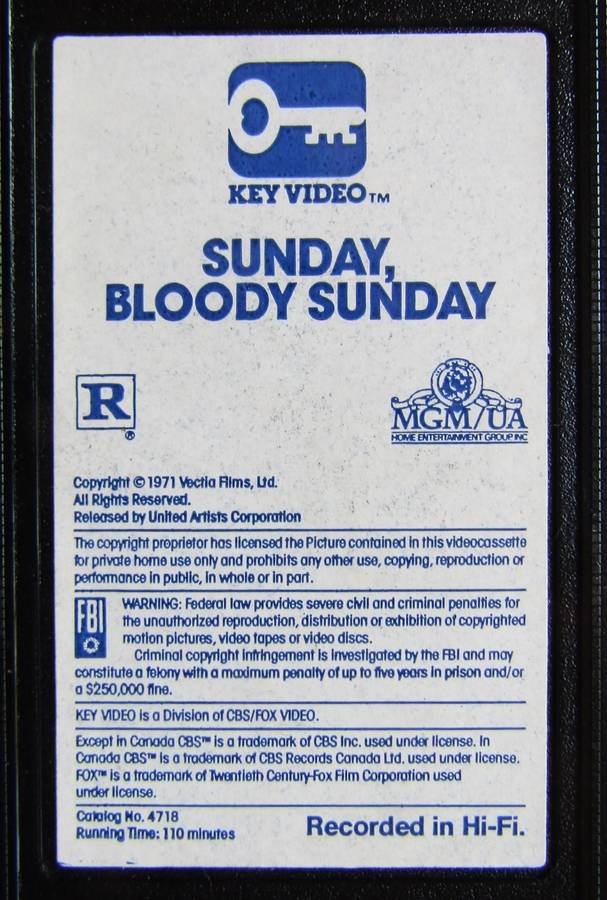 KEY VIDEO™
SUNDAY,
BLOODY SUNDAY
R
®
MGM/UA
HOME ENTERTAINMENT GROUP INC
Copyright © 1971 Vectia Films, Ltd.
All Rights Reserved.
Released by United Artists Corporation
The copyright proprietor has licensed the Picture contained in this videocassette
for private home use only and prohibits any other use, copying, reproduction or
performance in public, in whole or in part.
FBI
WARNING: Federal law provides severe civil and criminal penalties for
the unauthorized reproduction, distribution or exhibition of copyrighted
motion pictures, video tapes or video discs.
Criminal copyright infringement is investigated by the FBI and may
constitute a felony with a maximum penalty of up to five years in prison and/or
a $250,000 fine.
KEY VIDEO is a Division of CBS/FOX VIDEO.
Except in Canada CBS™ is a trademark of CBS Inc. used under license. In
Canada CBS™ is a trademark of CBS Records Canada Ltd. used under license.
FOX™ is a trademark of Twentieth Century-Fox Film Corporation used
under license.
Catalog No. 4718
Running Time: 110 minutes
Recorded in Hi-Fi.